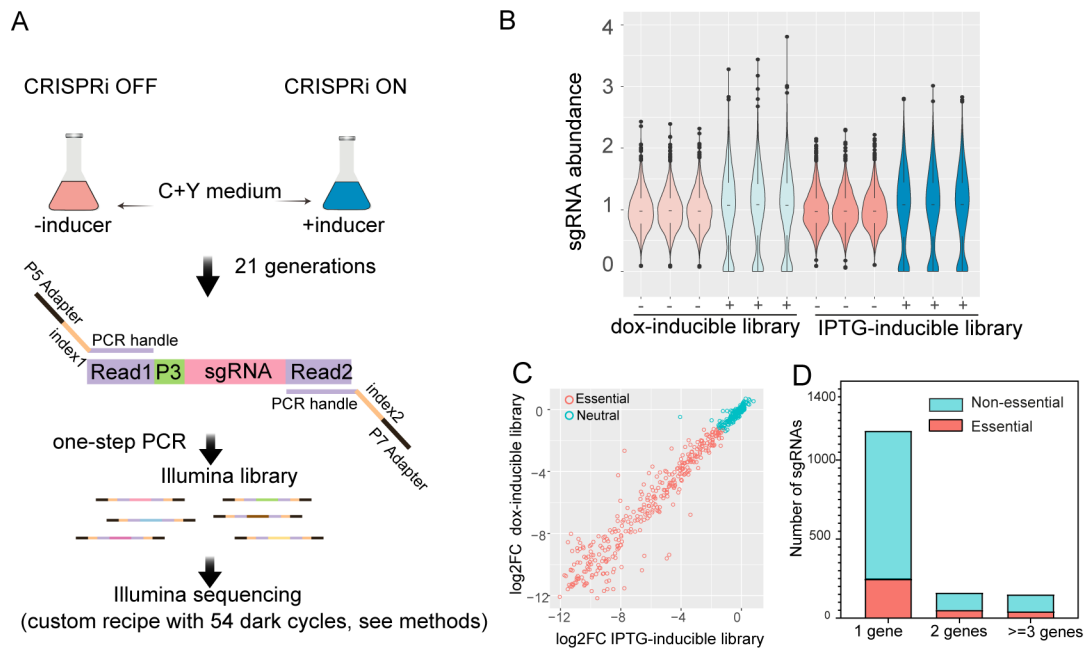 A
CRISPRi OFF
CRISPRi ON
C+Y medium
-inducer
+inducer
21 generations
P5 Adapter
index1
PCR handle
Read1
P3
sgRNA
Read2
PCR handle
index2
P7 Adapter
one-step PCR
Illumina library
Illumina sequencing
(custom recipe with 54 dark cycles, see methods)
B
sgRNA abundance
4
3
2
1
0
- - - + + + - - - + + +
dox-inducible library
IPTG-inducible library
C
Essential
Neutral
log2FC dox-inducible library
0
−4
−8
−12
−12 −8 −4 0
log2FC IPTG-inducible library
D
Non-essential
Essential
Number of sgRNAs
1400
1000
500
0
1 gene
2 genes
>=3 genes